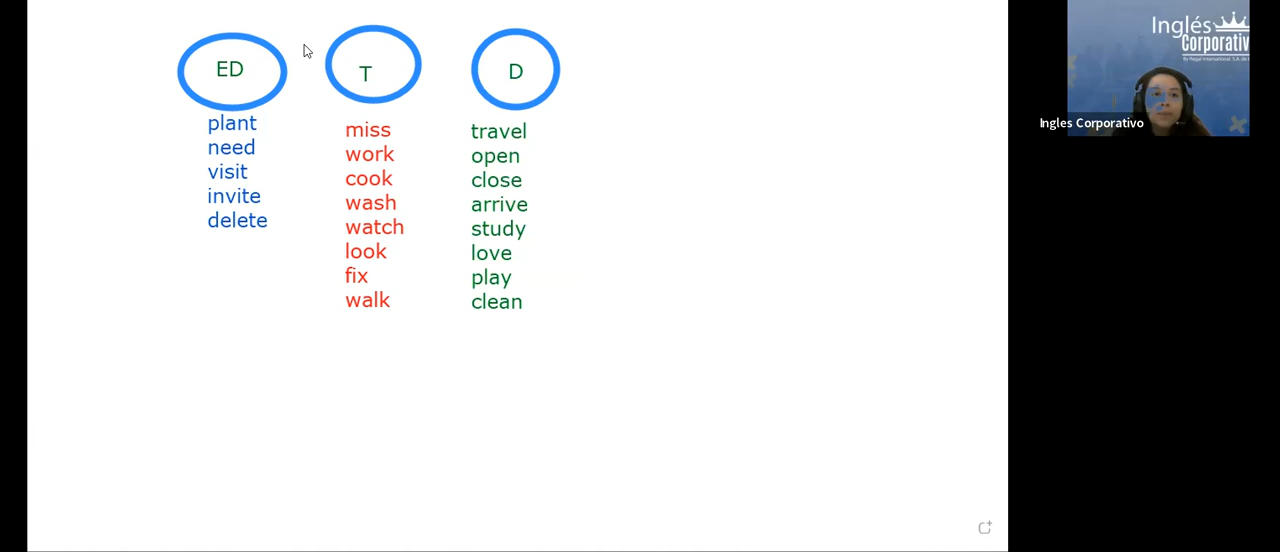 ED
plant
need
visit
invite
delete
T
miss
work
cook
wash
watch
look
fix
walk
D
travel
open
close
arrive
study
love
play
clean
Inglés
Corporativ
Ingles Corporativo